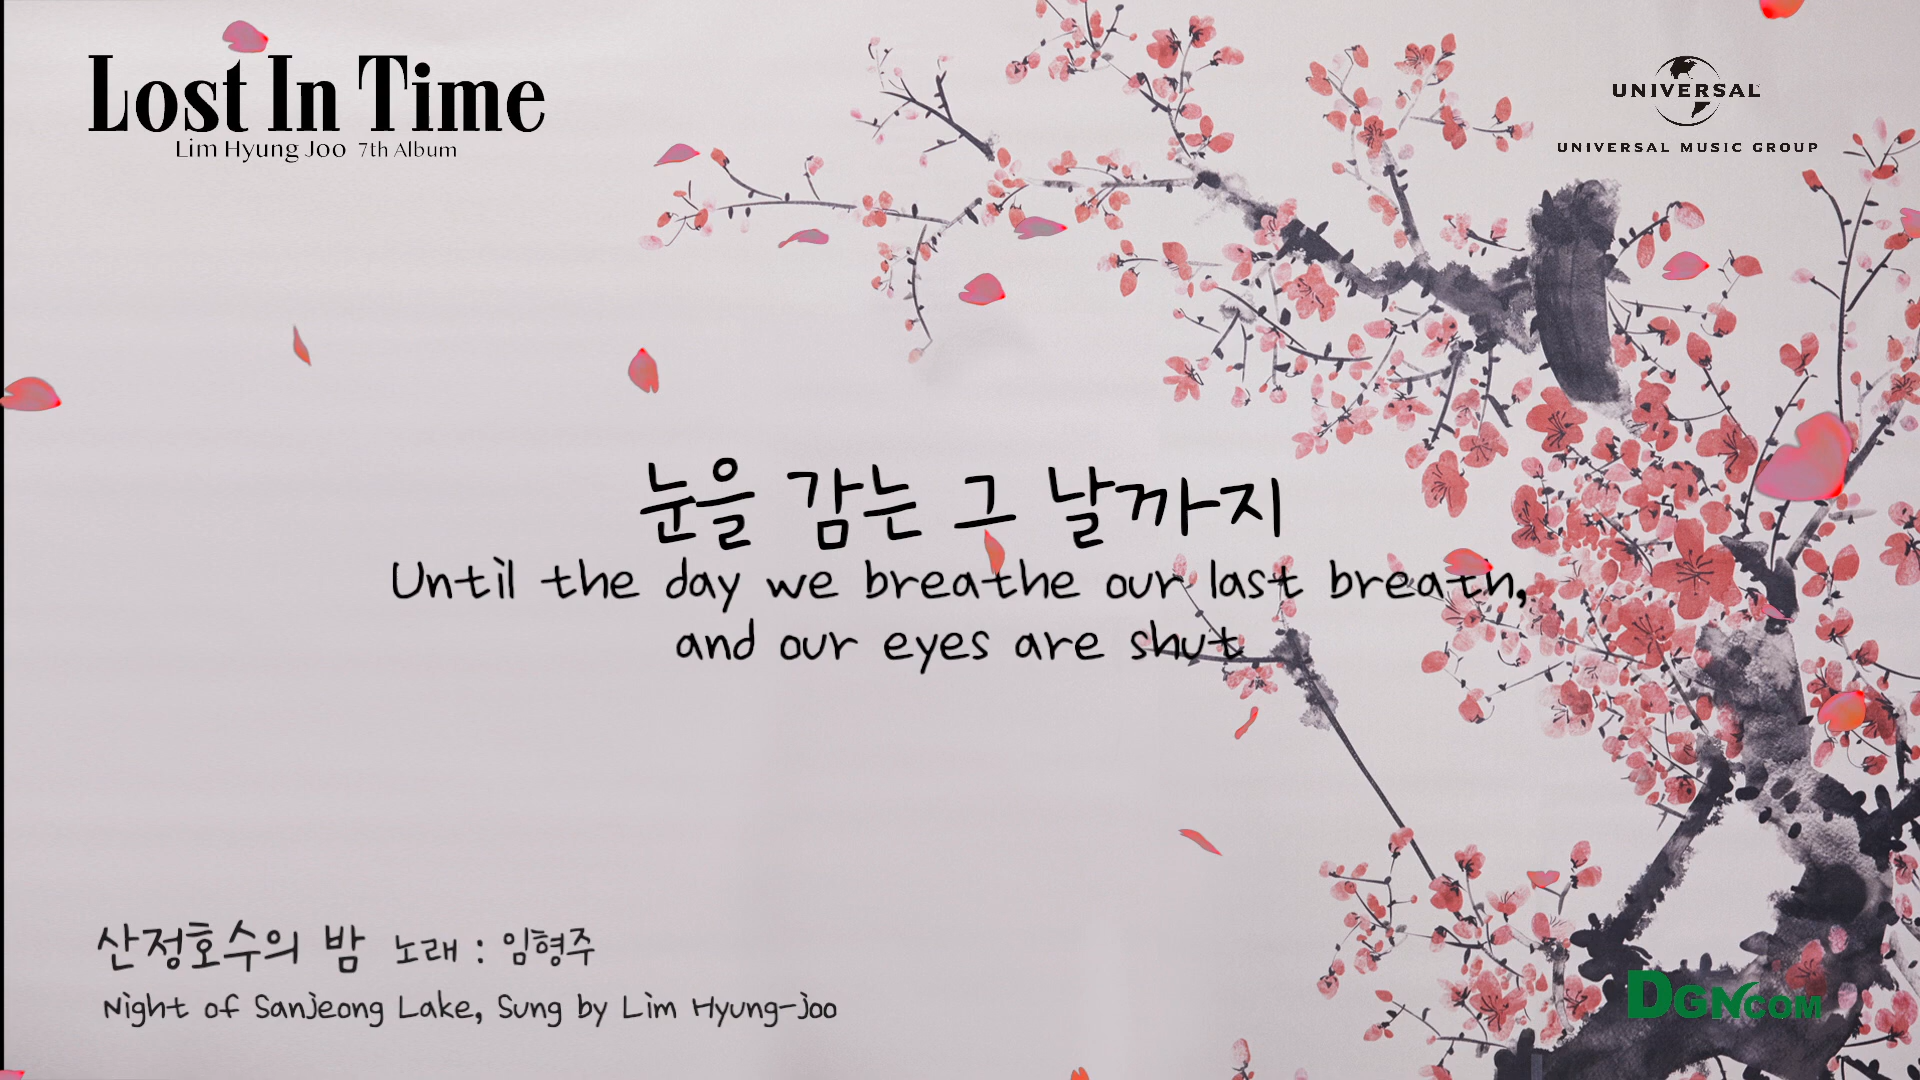 Lost In Time
Lim Hyung Joo 7th Album
UNIVERSAL
UNIVERSAL MUSIC GROUP
눈을 감는 그 날까지
Until the day we breathe our last breath,
and our eyes are shut
산정호수의 밤 노래 : 임형주
Night of Sanjeong Lake, Sung by Lim Hyung-joo
DGNCOM